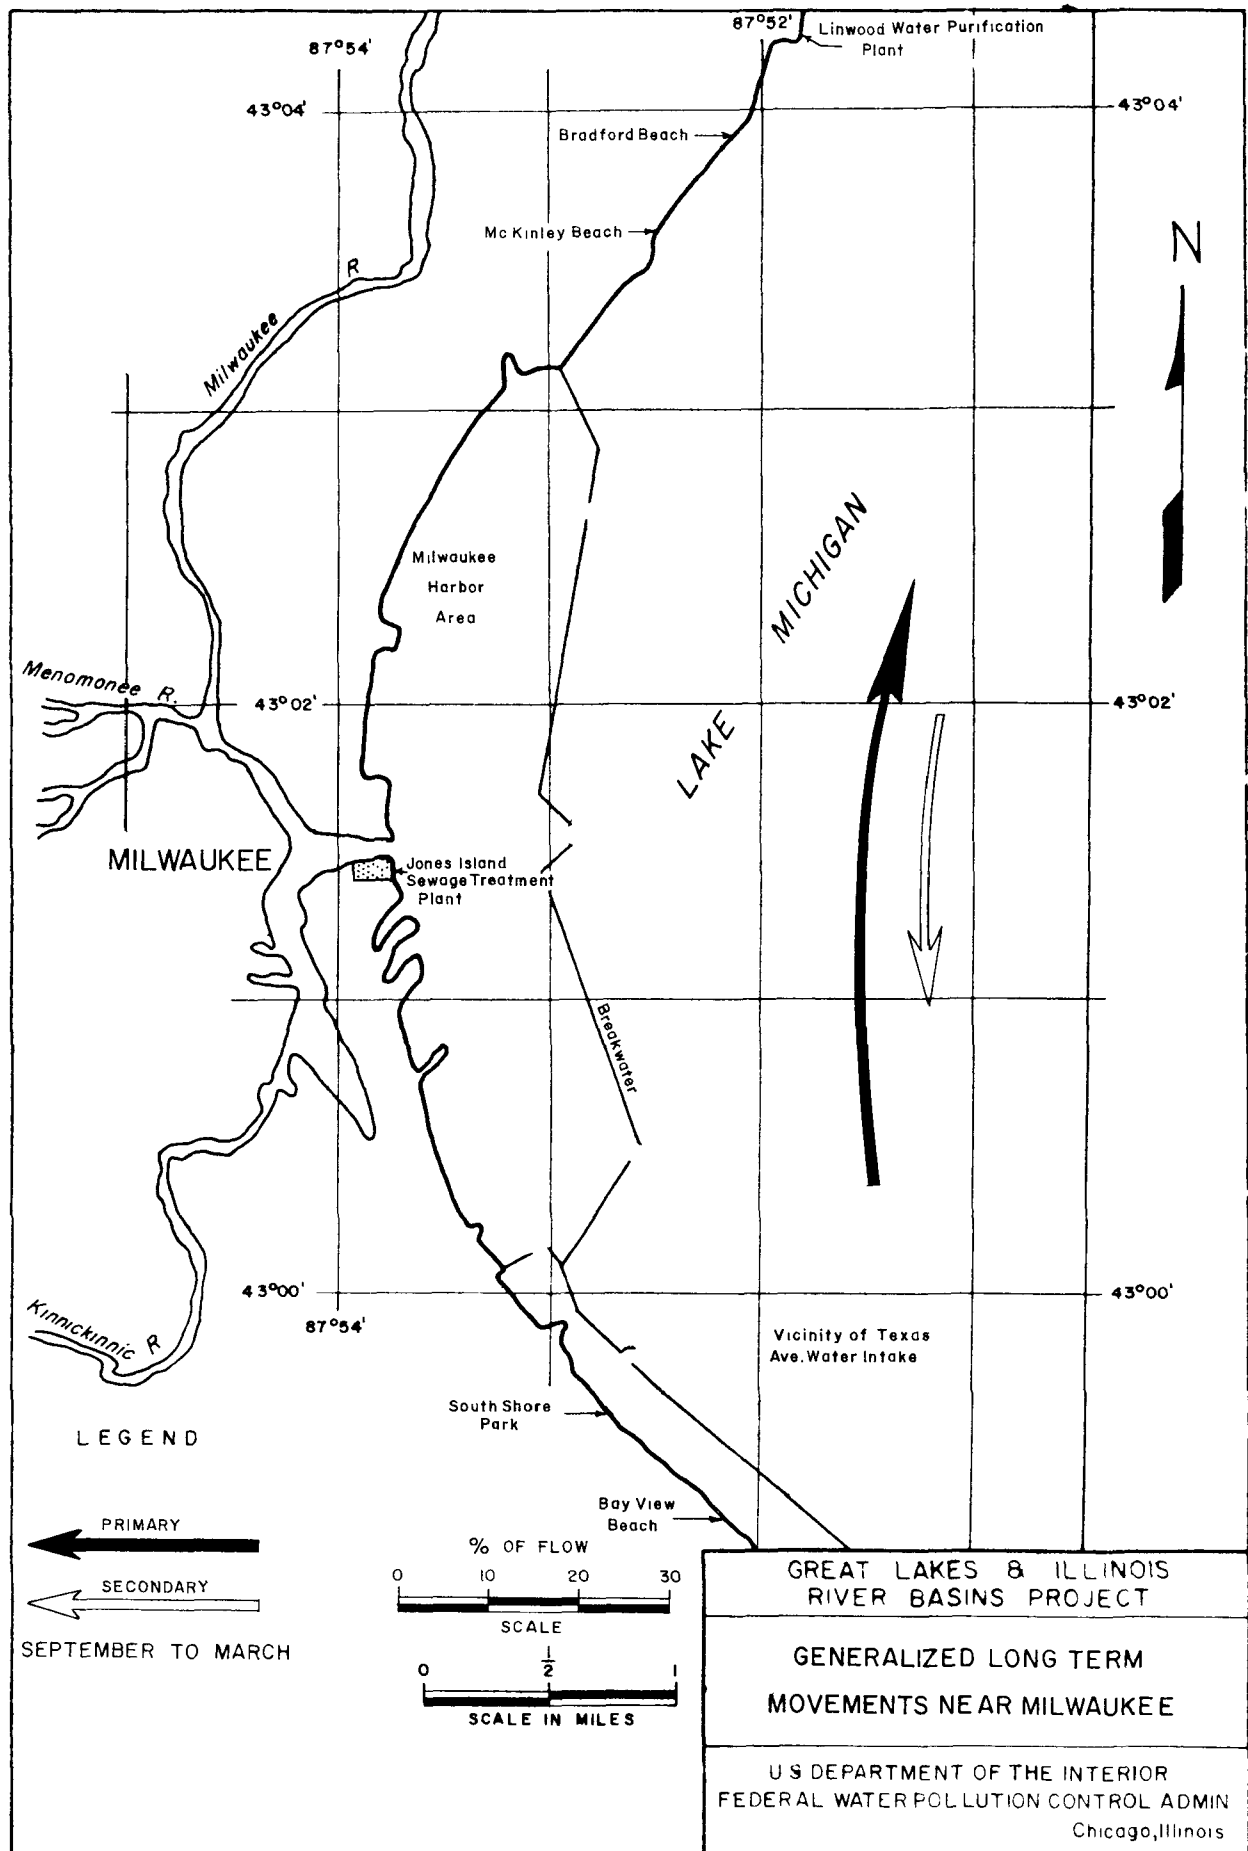 87°54'
87°52'
Linwood Water Purification
Plant
43°04'
43°04'
Bradford Beach
Mc Kinley Beach
N
Milwaukee R
Milwaukee
Harbor
Area
LAKE MICHIGAN
Menomonee R.
43°02'
43°02'
MILWAUKEE
Jones Island
Sewage Treatment
Plant
Breakwater
43°00'
43°00'
87°54'
Kinnickinnic R
Vicinity of Texas
Ave. Water Intake
South Shore
Park
Bay View
Beach
LEGEND
PRIMARY
SECONDARY
SEPTEMBER TO MARCH
% OF FLOW
0 10 20 30
SCALE
0 1/2 1
SCALE IN MILES
GREAT LAKES & ILLINOIS
RIVER BASINS PROJECT
GENERALIZED LONG TERM
MOVEMENTS NEAR MILWAUKEE
U S DEPARTMENT OF THE INTERIOR
FEDERAL WATER POLLUTION CONTROL ADMIN
Chicago, Illinois